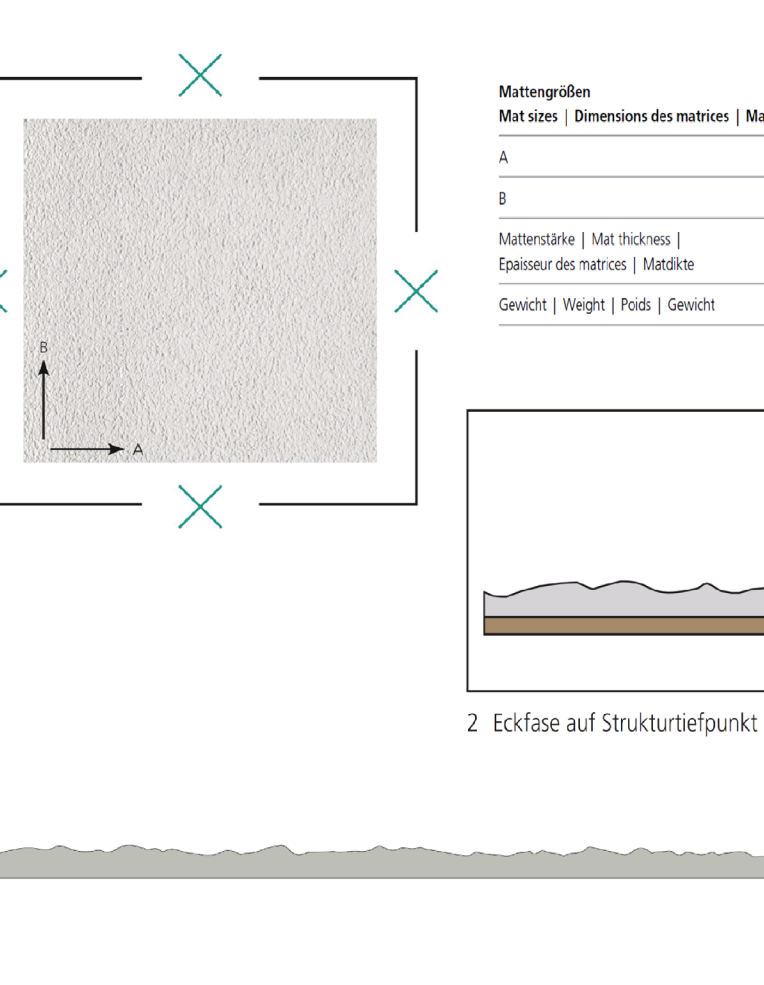 Mattengrößen
Mat sizes | Dimensions des matrices |
A
B
Mattenstärke | Mat thickness |
Epaisseur des matrices | Matdikte
Gewicht | Weight | Poids | Gewicht
B
A
2 Eckfase auf Strukturtiefpunkt